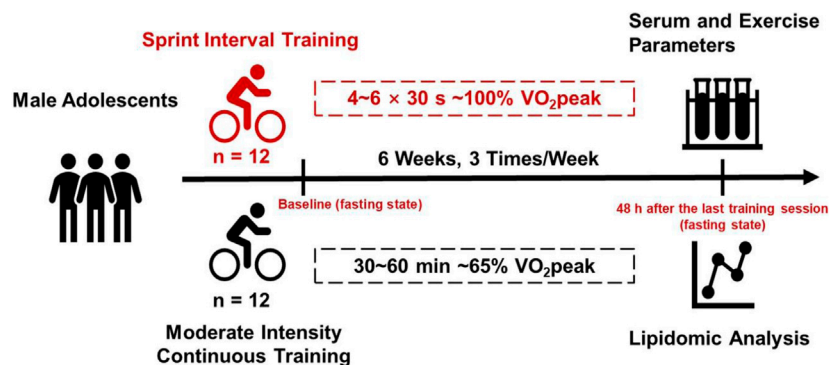 Sprint Interval Training
Serum and Exercise
Parameters
Male Adolescents
4~6 × 30 s ~100% VO₂peak
n = 12
6 Weeks, 3 Times/Week
Baseline (fasting state)
48 h after the last training session
(fasting state)
30~60 min ~65% VO₂peak
n = 12
Moderate Intensity
Continuous Training
Lipidomic Analysis